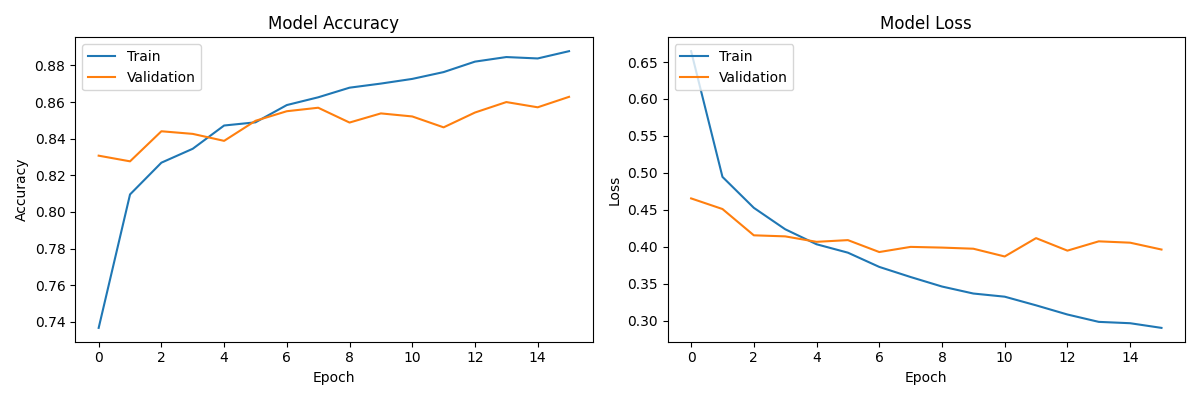 Model Accuracy
Train
Validation
0.88
0.86
0.84
0.82
0.80
0.78
0.76
0.74
Accuracy
0 2 4 6 8 10 12 14
Epoch
Model Loss
Train
Validation
0.65
0.60
0.55
0.50
0.45
0.40
0.35
0.30
Loss
0 2 4 6 8 10 12 14
Epoch